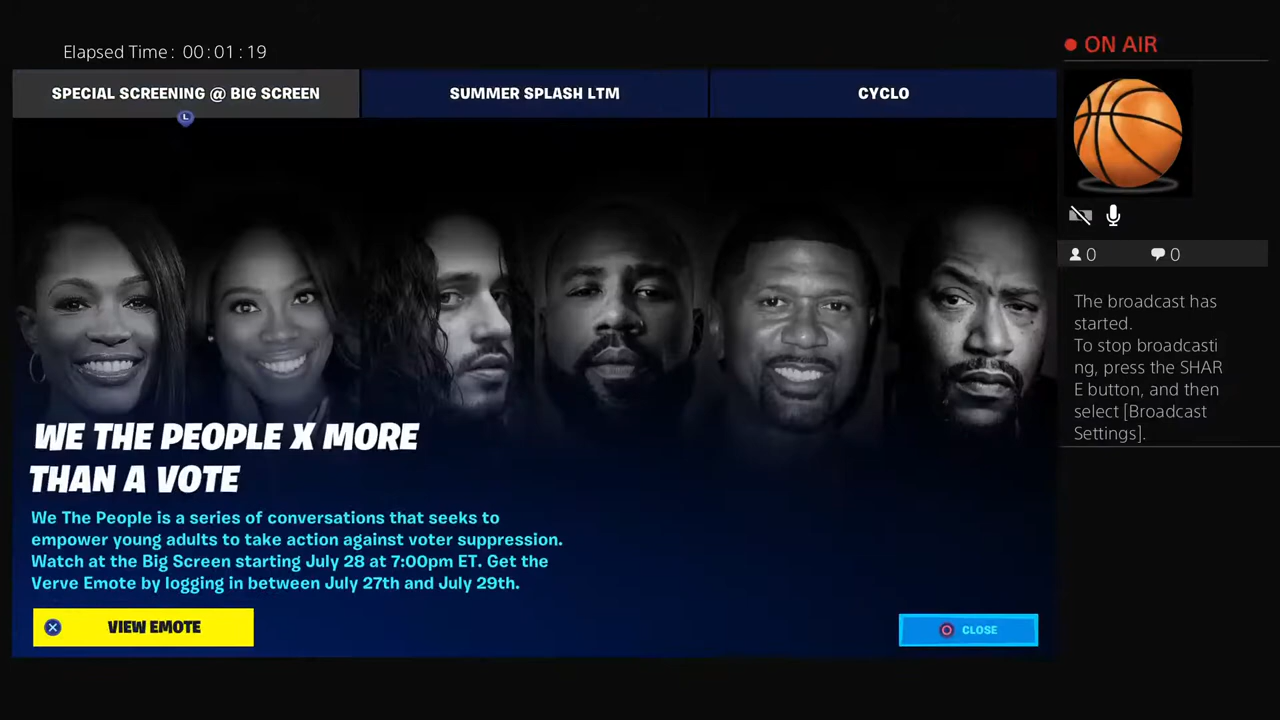 Elapsed Time: 00:01:19
ON AIR
SPECIAL SCREENING @ BIG SCREEN
SUMMER SPLASH LTM
CYCLO
L
0
0
The broadcast has
started.
To stop broadcasti
ng, press the SHAR
E button, and then
select [Broadcast
Settings].
WE THE PEOPLE X MORE
THAN A VOTE
We The People is a series of conversations that seeks to
empower young adults to take action against voter suppression.
Watch at the Big Screen starting July 28 at 7:00pm ET. Get the
Verve Emote by logging in between July 27th and July 29th.
VIEW EMOTE
CLOSE